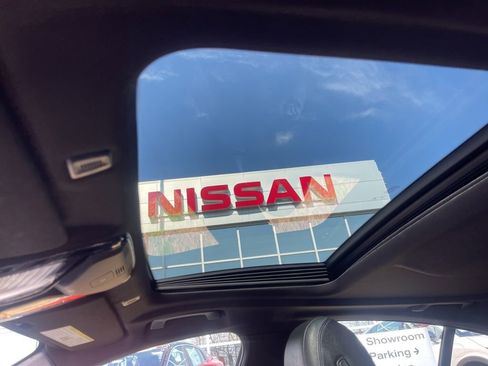 NISSAN
Showroom
Parking →